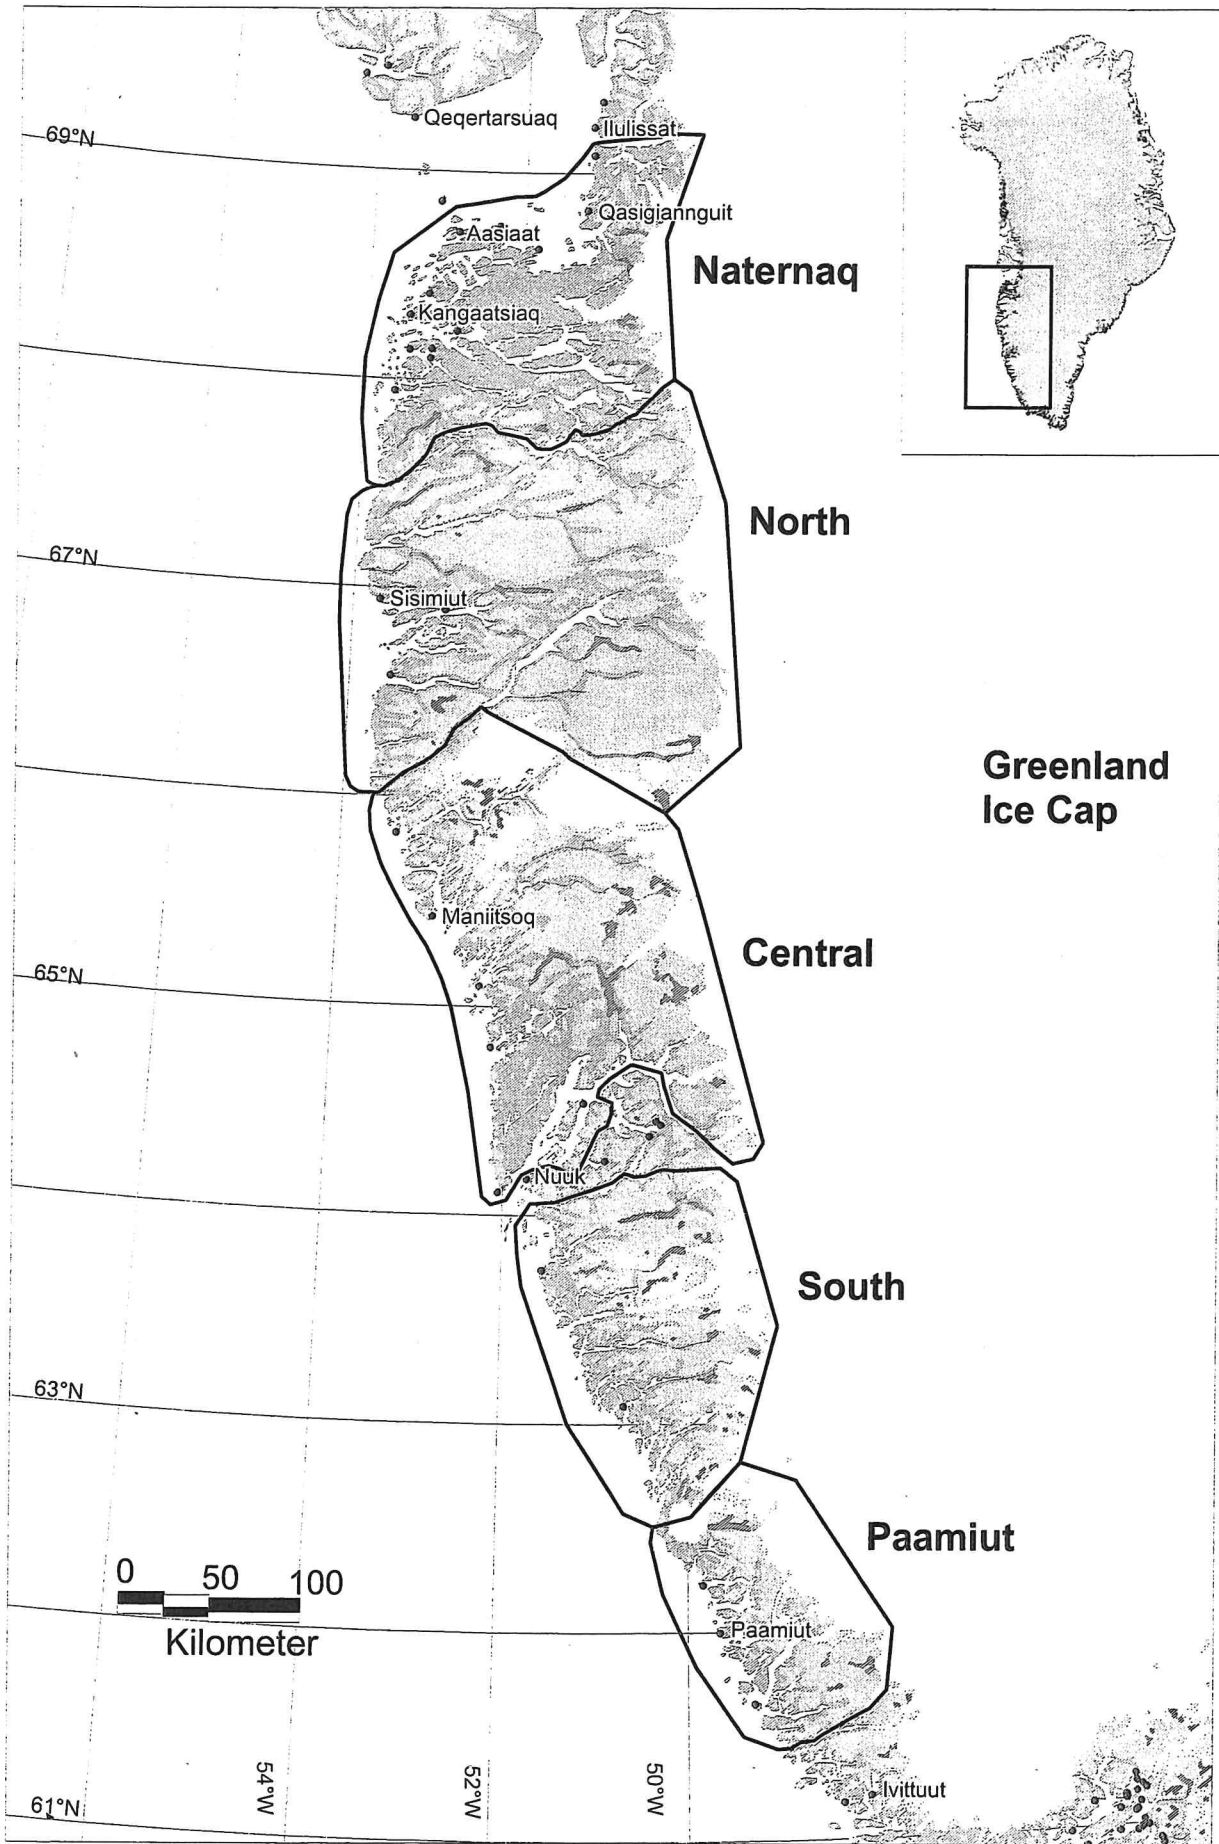 Qeqertarsuaq
Ilulissat
69°N
Qasigiannguit
Aasiaat
Naternaq
Kangaatsiaq
North
67°N
Sisimiut
Greenland
Ice Cap
Maniitsoq
Central
65°N
Nuuk
South
63°N
Paamiut
0 50 100
Kilometer
Paamiut
54°W
52°W
50°W
Ivittuut
61°N